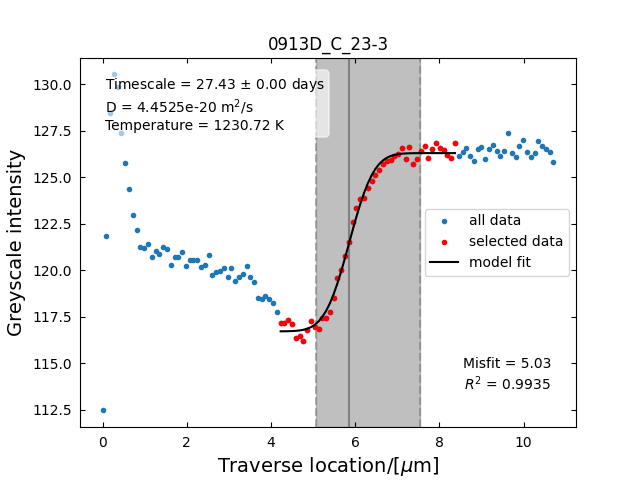 0913D_C_23-3
Timescale = 27.43 ± 0.00 days
D = 4.4525e-20 m²/s
Temperature = 1230.72 K
130.0
127.5
125.0
122.5
120.0
117.5
115.0
112.5
Greyscale intensity
all data
selected data
model fit
Misfit = 5.03
R² = 0.9935
0 2 4 6 8 10
Traverse location/[μm]